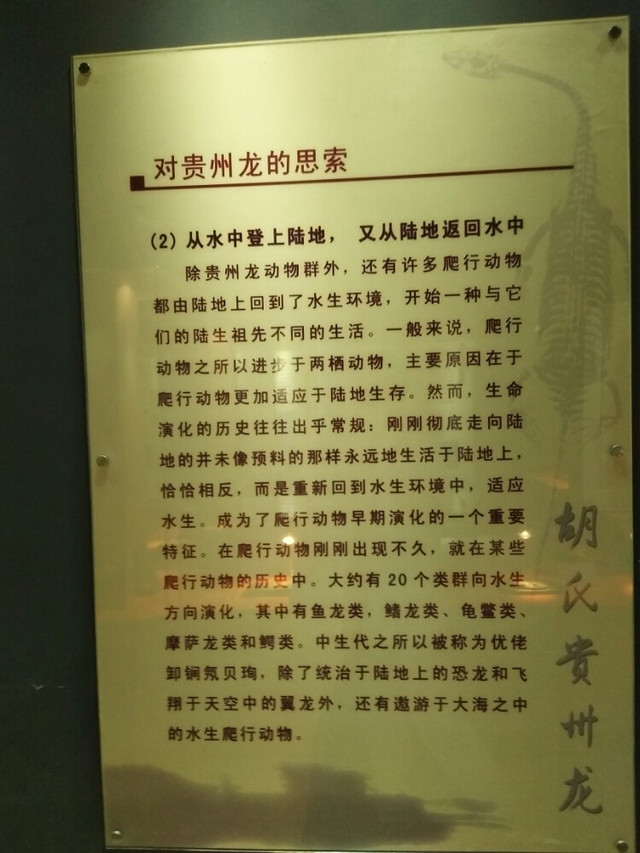 对贵州龙的思索
（2）从水中登上陆地， 又从陆地返回水中
除贵州龙动物群外，还有许多爬行动物
都由陆地上回到了水生环境，开始一种与它
们的陆生祖先不同的生活。一般来说，爬行
动物之所以进步于两栖动物，主要原因在于
爬行动物更加适应于陆地生存。然而，生命
演化的历史往往出乎常规：刚刚彻底走向陆
地的并未像预料的那样永远地生活于陆地上，
恰恰相反，而是重新回到水生环境中，适应
水生。成为了爬行动物早期演化的一个重要
特征。在爬行动物刚刚出现不久，就在某些
爬行动物的历史中。大约有20个类群向水生
方向演化，其中有鱼龙类，鳍龙类、龟鳖类、
摩萨龙类和鳄类。中生代之所以被称为优佬
卸锎氖贝珣，除了统治于陆地上的恐龙和飞
翔于天空中的翼龙外，还有遨游于大海之中
的水生爬行动物。
胡氏贵州龙